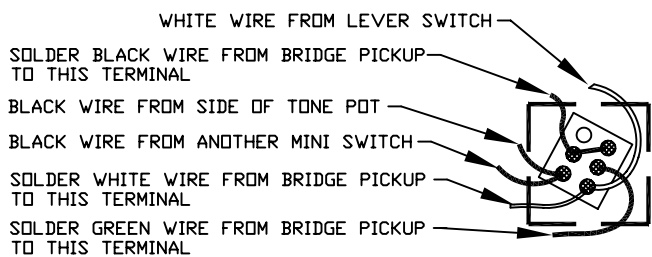 WHITE WIRE FROM LEVER SWITCH
SOLDER BLACK WIRE FROM BRIDGE PICKUP
TO THIS TERMINAL
BLACK WIRE FROM SIDE OF TONE POT
BLACK WIRE FROM ANOTHER MINI SWITCH
SOLDER WHITE WIRE FROM BRIDGE PICKUP
TO THIS TERMINAL
SOLDER GREEN WIRE FROM BRIDGE PICKUP
TO THIS TERMINAL